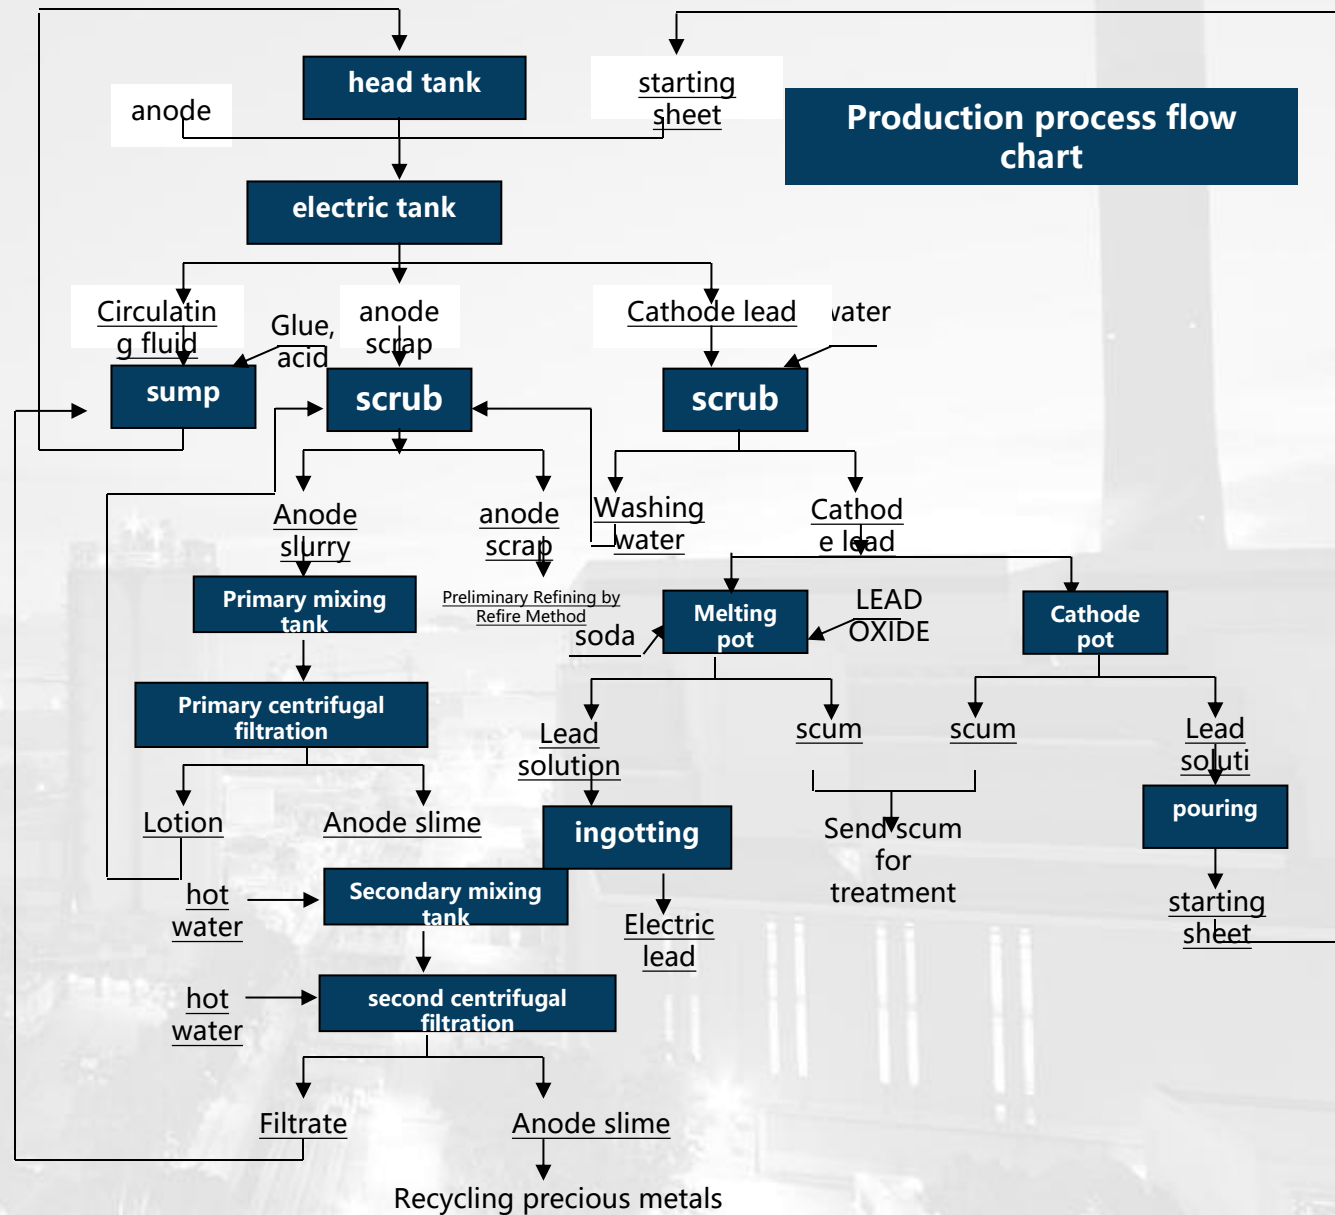 head tank
anode
starting
sheet
Production process flow
chart
electric tank
Circulatin
g fluid
Glue,
acid
anode
scrap
Cathode lead
water
sump
scrub
scrub
Anode
slurry
anode
scrap
Washing
water
Cathod
e lead
Primary mixing
tank
Preliminary Refining by
Refire Method
soda
Melting
pot
LEAD
OXIDE
Cathode
pot
Primary centrifugal
filtration
Lead
solution
scum
scum
Lead
soluti
Lotion
Anode slime
ingotting
Send scum
for
treatment
pouring
hot
water
Secondary mixing
tank
Electric
lead
starting
sheet
hot
water
second centrifugal
filtration
Filtrate
Anode slime
Recycling precious metals